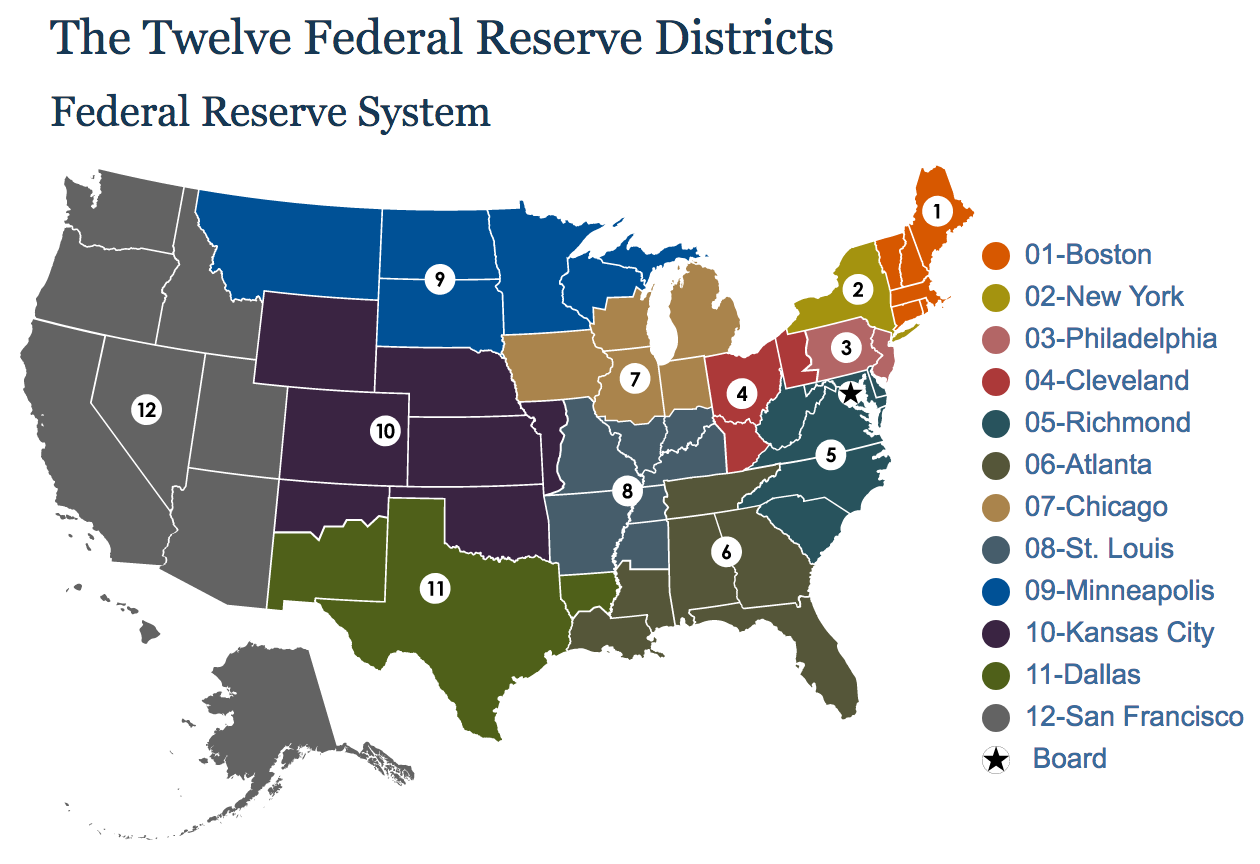 The Twelve Federal Reserve Districts
Federal Reserve System
1
2
3
4
5
6
7
8
9
10
11
12
01-Boston
02-New York
03-Philadelphia
04-Cleveland
05-Richmond
06-Atlanta
07-Chicago
08-St. Louis
09-Minneapolis
10-Kansas City
11-Dallas
12-San Francisco
Board